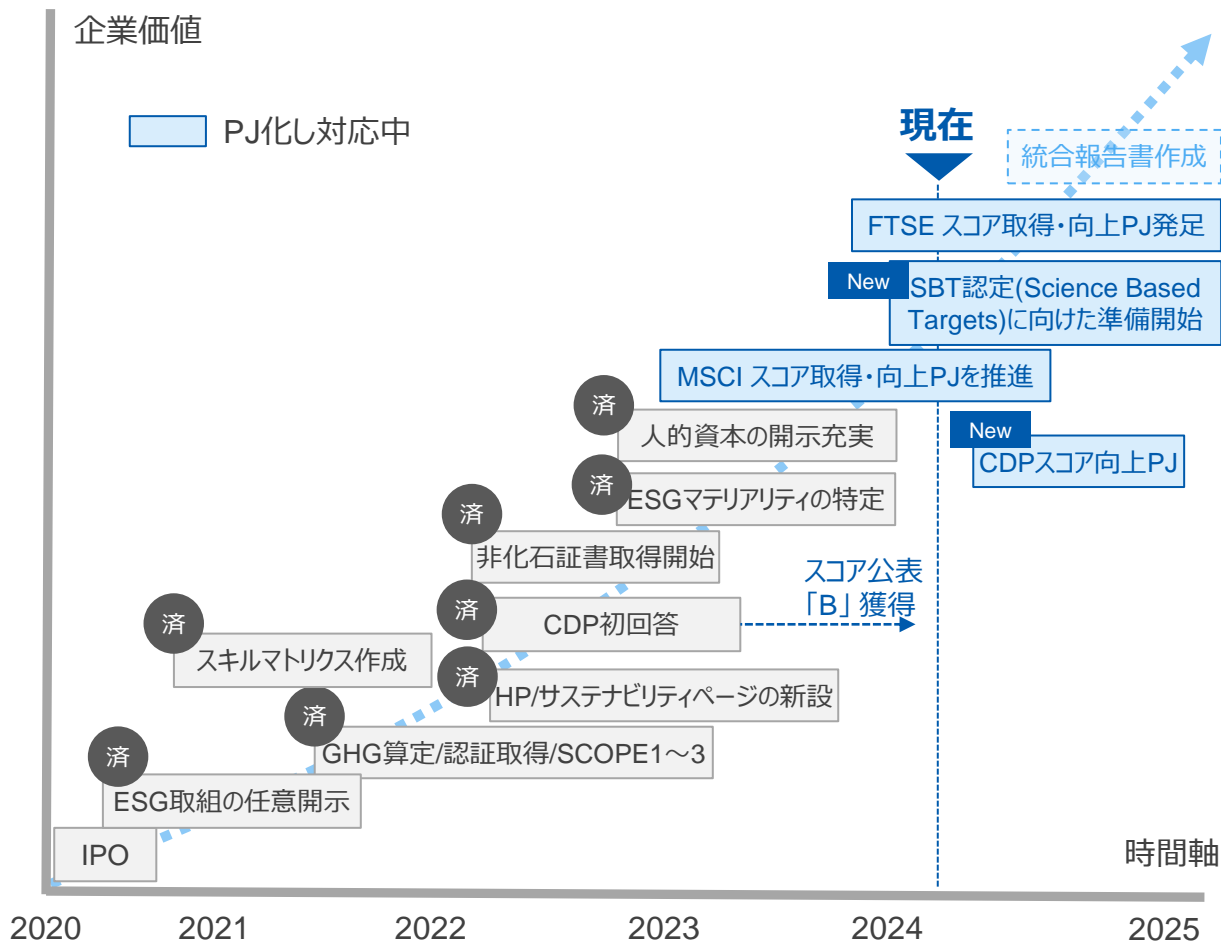 企業価値
PJ化し対応中
現在
統合報告書作成
FTSE スコア取得・向上PJ発足
New
SBT認定(Science Based
Targets)に向けた準備開始
MSCI スコア取得・向上PJを推進
済
人的資本の開示充実
New
CDPスコア向上PJ
済
ESGマテリアリティの特定
済
非化石証書取得開始
スコア公表
「B」獲得
済
CDP初回答
済
スキルマトリクス作成
済
HP/サステナビリティページの新設
済
GHG算定/認証取得/SCOPE1～3
済
ESG取組の任意開示
IPO
時間軸
2020
2021
2022
2023
2024
2025